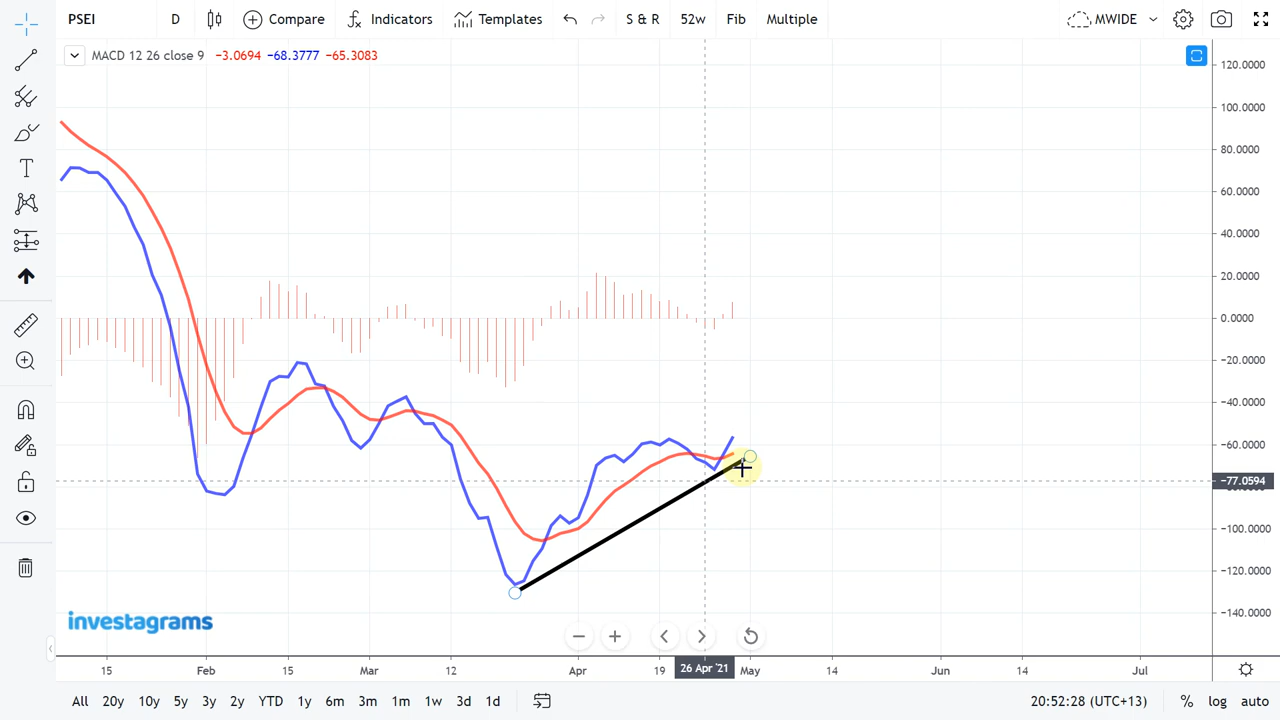 PSEI D Compare Indicators Templates S & R 52w Fib Multiple MWIDE
MACD 12 26 close 9 −3.0694 −68.3777 −65.3083
120.0000
100.0000
80.0000
60.0000
40.0000
20.0000
0.0000
−20.0000
−40.0000
−60.0000
−77.0594
−100.0000
−120.0000
−140.0000
investagrams
15 Feb 15 Mar 12 Apr 19 26 Apr '21 May 14 Jun 14 Jul
All 20y 10y 5y 3y 2y YTD 1y 6m 3m 1m 1w 3d 1d 20:52:28 (UTC+13) % log auto